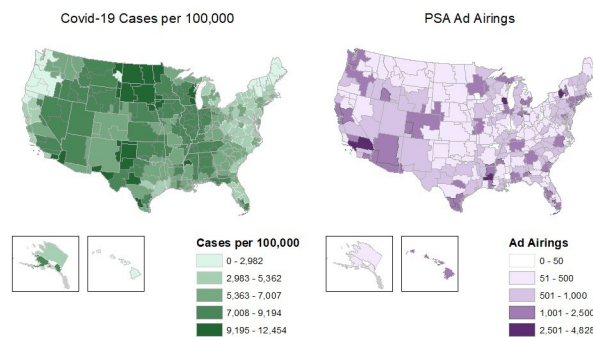 Covid-19 Cases per 100,000
PSA Ad Airings
Cases per 100,000
0 - 2,982
2,983 - 5,362
5,363 - 7,007
7,008 - 9,194
9,195 - 12,454
Ad Airings
0 - 50
51 - 500
501 - 1,000
1,001 - 2,500
2,501 - 4,828